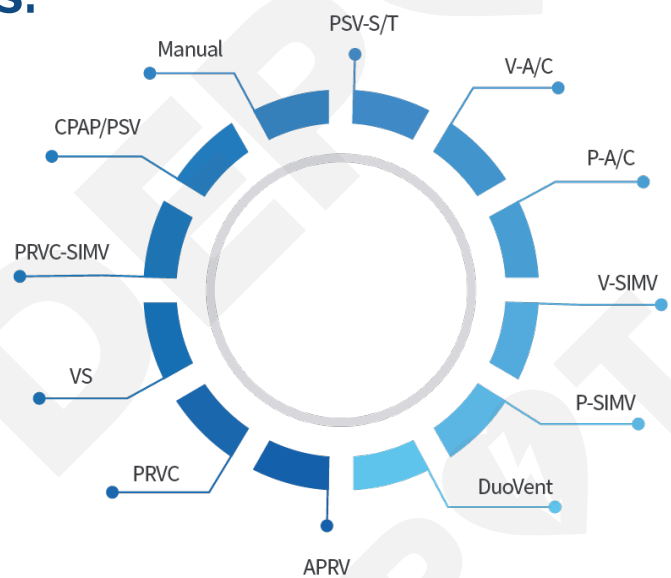 s.
PSV-S/T
Manual
V-A/C
CPAP/PSV
P-A/C
PRVC-SIMV
V-SIMV
VS
P-SIMV
PRVC
DuoVent
APRV